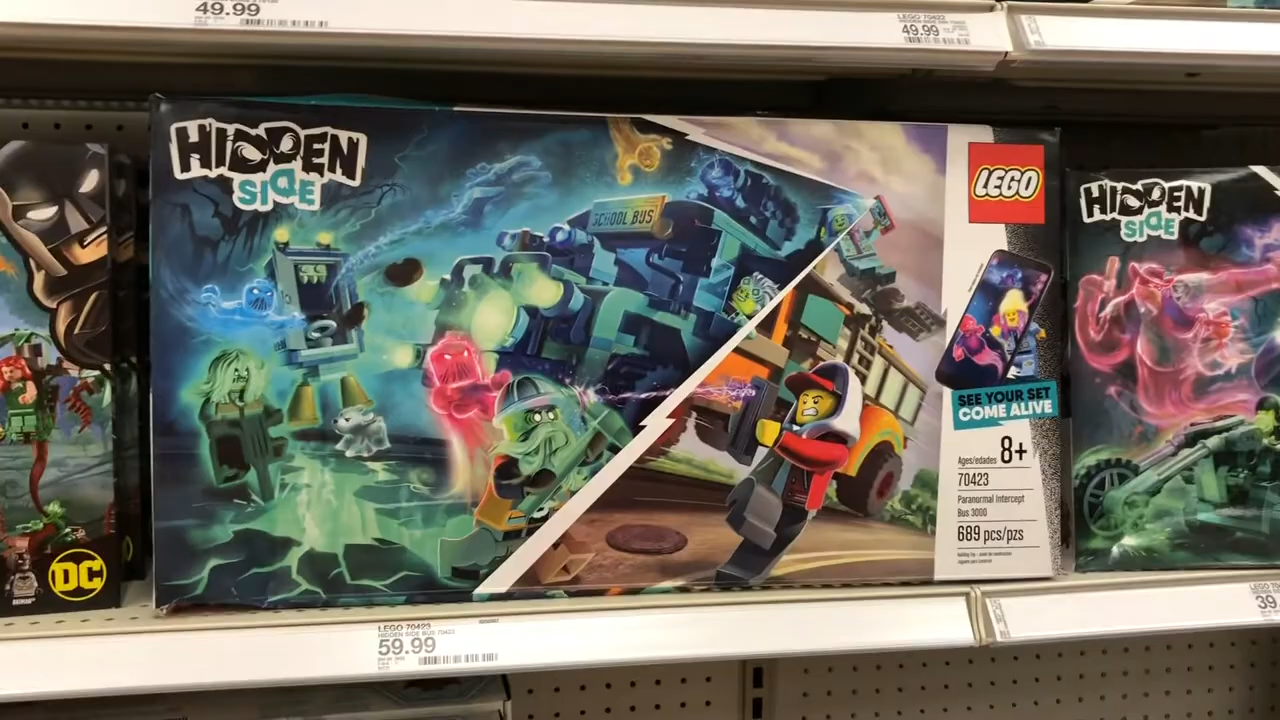 49.99
LEGO 70422
49.99
HIDDEN
SIDE
SCHOOL BUS
LEGO
SEE YOUR SET
COME ALIVE
Ages/edades 8+
70423
Paranormal Intercept
Bus 3000
689 pcs/pzs
HIDDEN
SIDE
DC
BATMAN
LEGO 70423
HIDDEN SIDE BUS 70423
59.99
39